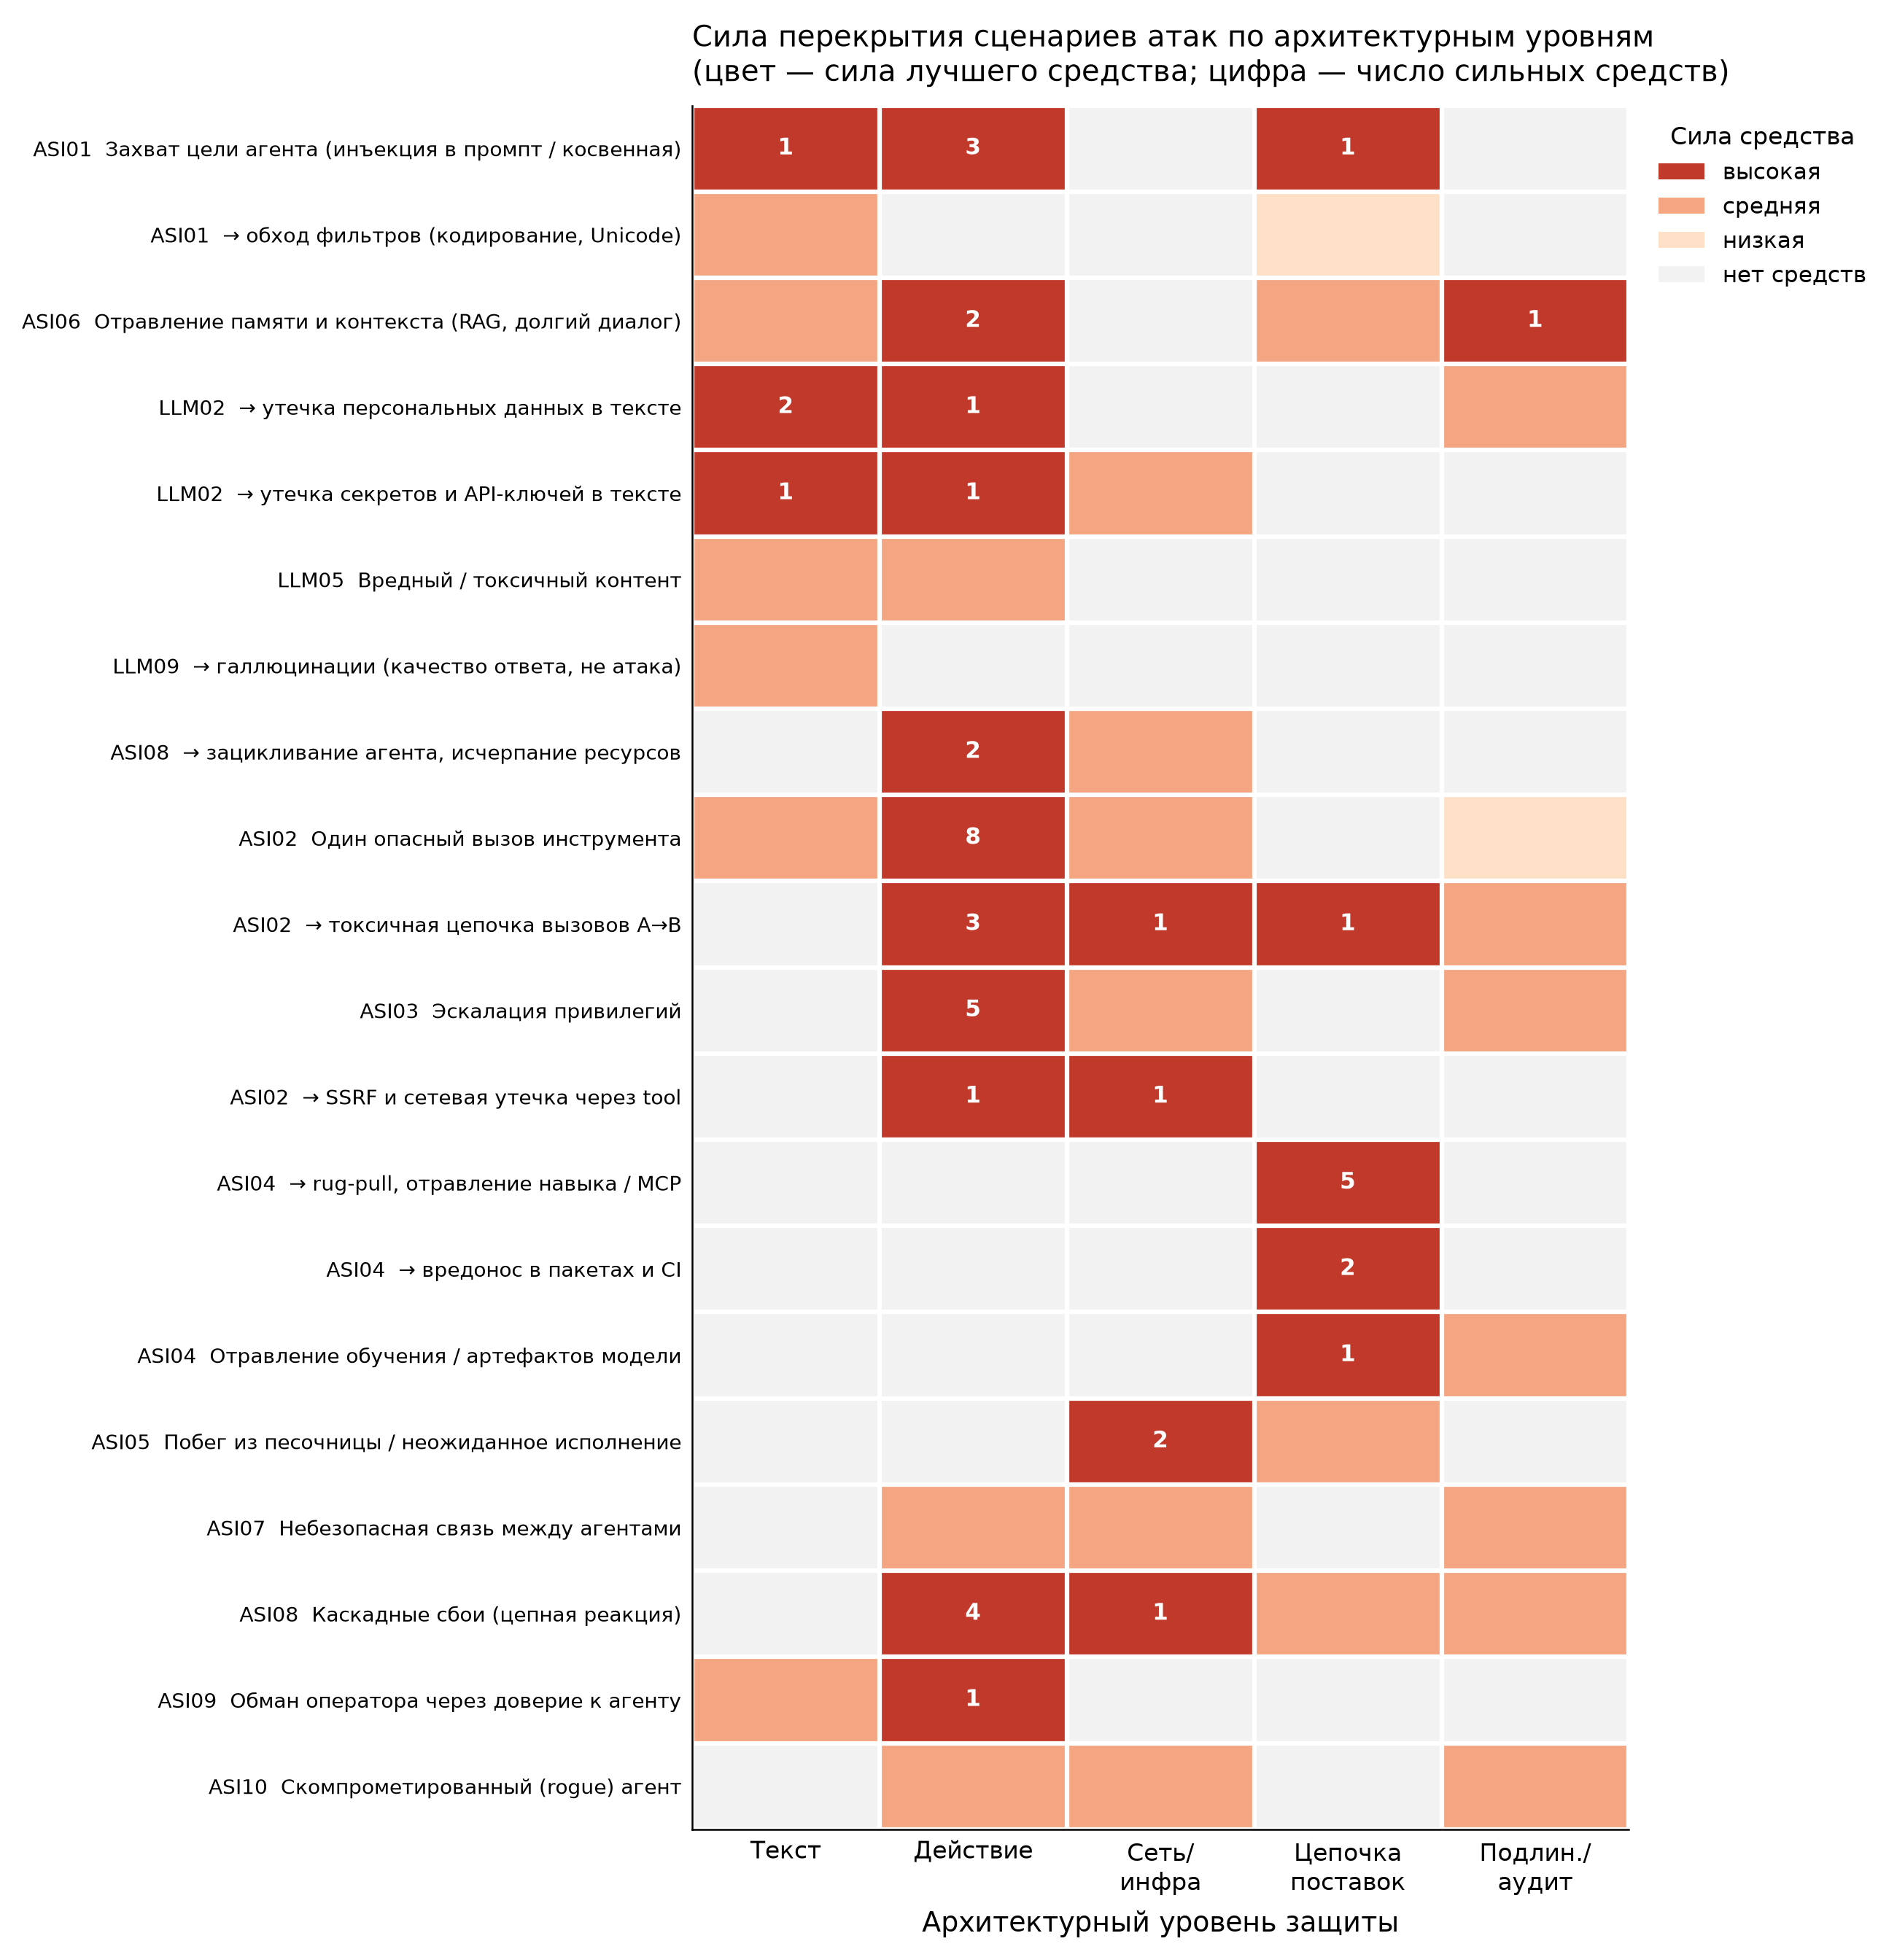 Сила перекрытия сценариев атак по архитектурным уровням
(цвет — сила лучшего средства; цифра — число сильных средств)
Сила средства
высокая
средняя
низкая
нет средств
ASI01 Захват цели агента (инъекция в промпт / косвенная) 1 3 1
ASI01 → обход фильтров (кодирование, Unicode)
ASI06 Отравление памяти и контекста (RAG, долгий диалог) 2 1
LLM02 → утечка персональных данных в тексте 2 1
LLM02 → утечка секретов и API-ключей в тексте 1 1
LLM05 Вредный / токсичный контент
LLM09 → галлюцинации (качество ответа, не атака)
ASI08 → зацикливание агента, исчерпание ресурсов 2
ASI02 Один опасный вызов инструмента 8
ASI02 → токсичная цепочка вызовов A→B 3 1 1
ASI03 Эскалация привилегий 5
ASI02 → SSRF и сетевая утечка через tool 1 1
ASI04 → rug-pull, отравление навыка / MCP 5
ASI04 → вредонос в пакетах и CI 2
ASI04 Отравление обучения / артефактов модели 1
ASI05 Побег из песочницы / неожиданное исполнение 2
ASI07 Небезопасная связь между агентами
ASI08 Каскадные сбои (цепная реакция) 4 1
ASI09 Обман оператора через доверие к агенту 1
ASI10 Скомпрометированный (rogue) агент
Текст
Действие
Сеть/
инфра
Цепочка
поставок
Подлин./
аудит
Архитектурный уровень защиты